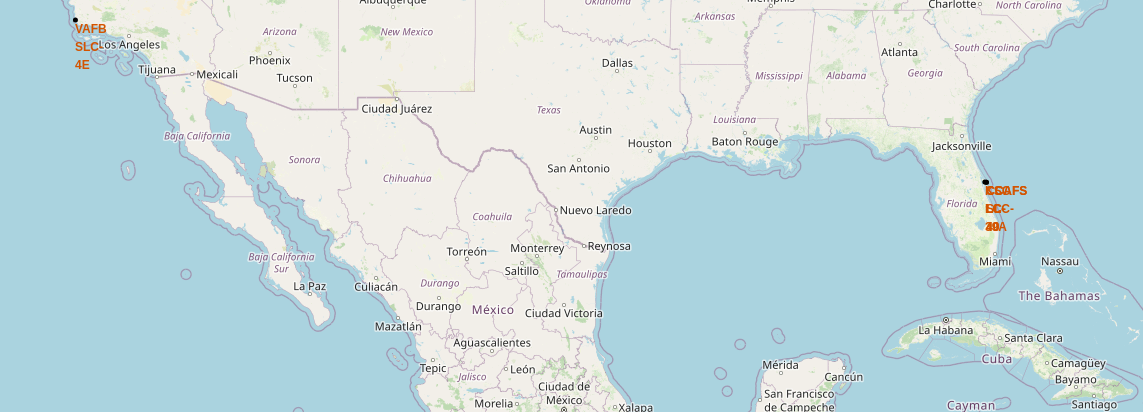 Albuquerque
Oklahoma
Memphis
Charlotte
North Carolina
VAFB
SLC-
4E
Los Angeles
Arizona
New Mexico
Arkansas
Atlanta
South Carolina
Phoenix
Tijuana
Mexicali
Tucson
Dallas
Mississippi
Alabama
Georgia
Ciudad Juárez
Texas
Louisiana
Baja California
Austin
Houston
Baton Rouge
Jacksonville
Sonora
San Antonio
Chihuahua
Florida
Coahuila
Nuevo Laredo
Torreón
Monterrey
Reynosa
Baja California
Sur
Saltillo
Tamaulipas
Miami
Nassau
La Paz
Culiacán
Durango
Durango
México
Ciudad Victoria
The Bahamas
Mazatlán
La Habana
Santa Clara
Aguascalientes
Cuba
Tepic
Jalisco
León
Mérida
Cancún
Camagüey
Bayamo
Ciudad de
México
San Francisco
de Campeche
Morelia
Xalapa
Cayman
Santiago